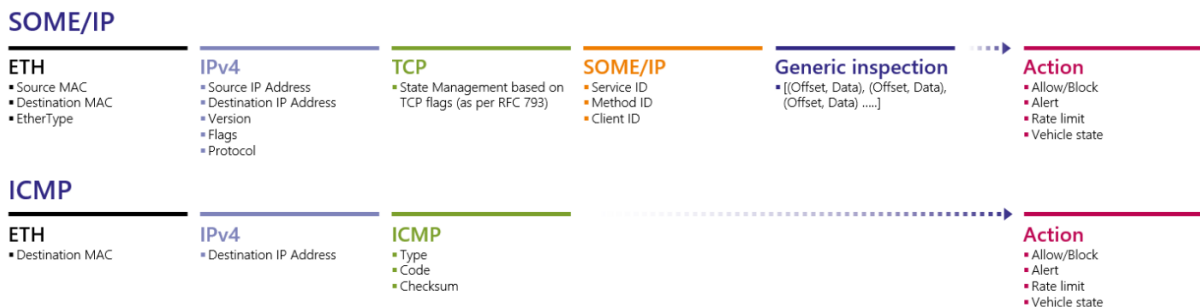 SOME/IP
ETH
▪ Source MAC
▪ Destination MAC
▪ EtherType
IPv4
▪ Source IP Address
▪ Destination IP Address
▪ Version
▪ Flags
▪ Protocol
TCP
▪ State Management based on
TCP flags (as per RFC 793)
SOME/IP
▪ Service ID
▪ Method ID
▪ Client ID
Generic inspection
▪ [(Offset, Data), (Offset, Data),
(Offset, Data) .....]
Action
▪ Allow/Block
▪ Alert
▪ Rate limit
▪ Vehicle state
ICMP
ETH
▪ Destination MAC
IPv4
▪ Destination IP Address
ICMP
▪ Type
▪ Code
▪ Checksum
Action
▪ Allow/Block
▪ Alert
▪ Rate limit
▪ Vehicle state